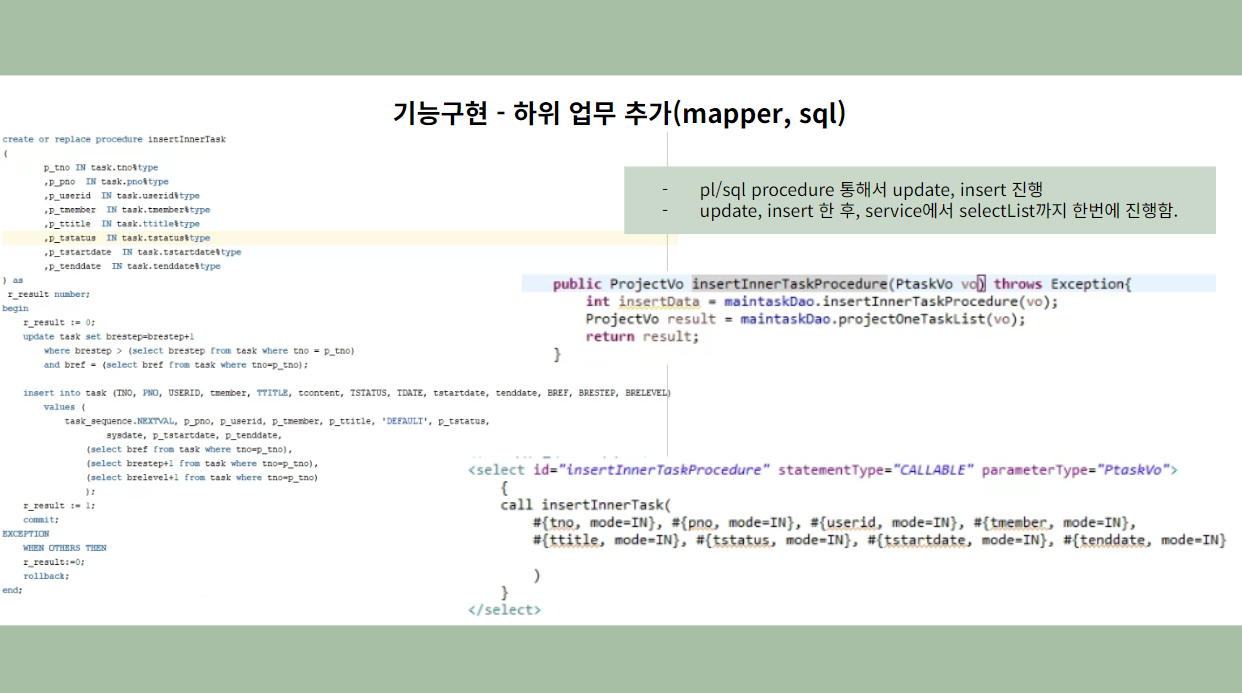 기능구현 - 하위 업무 추가(mapper, sql)
create or replace procedure insertInnerTask
(
p_tno IN task.tno%type
,p_pno IN task.pno%type
,p_userid IN task.userid%type
,p_tmember IN task.tmember%type
,p_ttitle IN task.ttitle%type
,p_tstatus IN task.tstatus%type
,p_tstartdate IN task.tstartdate%type
,p_tenddate IN task.tenddate%type
) as
r_result number;
begin
r_result := 0;
update task set brestep=brestep+1
where brestep > (select brestep from task where tno = p_tno)
and bref = (select bref from task where tno=p_tno);
insert into task (TNO, PNO, USERID, tmember, TTITLE, tcontent, TSTATUS, TDATE, tstartdate, tenddate, BREF, BRESTEP, BRELEVEL)
values (
task_sequence.NEXTVAL, p_pno, p_userid, p_tmember, p_ttitle, 'DEFAULT', p_tstatus,
sysdate, p_tstartdate, p_tenddate,
(select bref from task where tno=p_tno),
(select brestep+1 from task where tno=p_tno),
(select brelevel+1 from task where tno=p_tno)
);
r_result := 1;
commit;
EXCEPTION
WHEN OTHERS THEN
r_result:=0;
rollback;
end;
- pl/sql procedure 통해서 update, insert 진행
- update, insert 한 후, service에서 selectList까지 한번에 진행함.
public ProjectVo insertInnerTaskProcedure(PtaskVo vo) throws Exception{
int insertData = maintaskDao.insertInnerTaskProcedure(vo);
ProjectVo result = maintaskDao.projectOneTaskList(vo);
return result;
}
<select id="insertInnerTaskProcedure" statementType="CALLABLE" parameterType="PtaskVo">
{
call insertInnerTask(
#{tno, mode=IN}, #{pno, mode=IN}, #{userid, mode=IN}, #{tmember, mode=IN},
#{ttitle, mode=IN}, #{tstatus, mode=IN}, #{tstartdate, mode=IN}, #{tenddate, mode=IN}
)
}
</select>